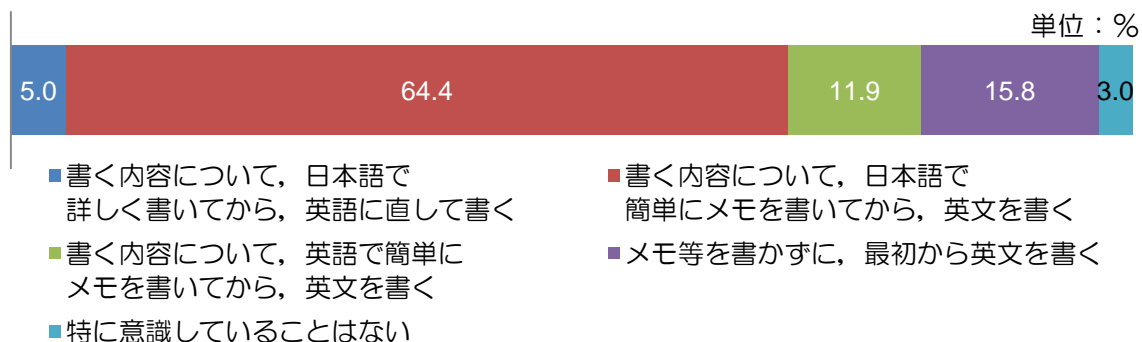 単位：％
5.0 64.4 11.9 15.8 3.0
■書く内容について，日本語で
詳しく書いてから，英語に直して書く
■書く内容について，日本語で
簡単にメモを書いてから，英文を書く
■書く内容について，英語で簡単に
メモを書いてから，英文を書く
■メモ等を書かずに，最初から英文を書く
■特に意識していることはない